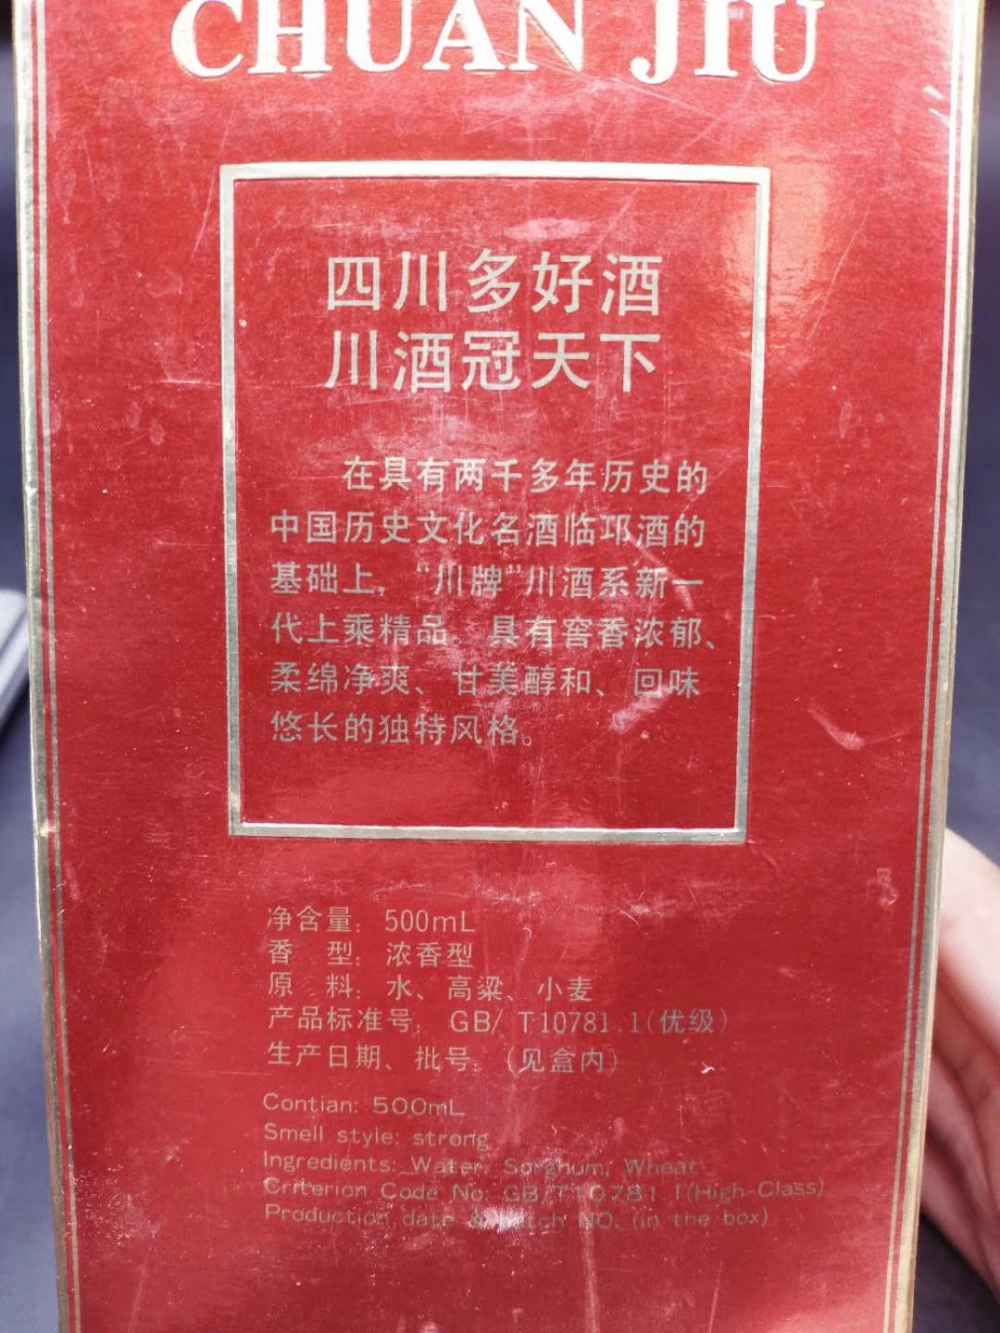 CHUAN JIU
四川多好酒
川酒冠天下
在具有两千多年历史的
中国历史文化名酒临邛酒的
基础上，“川牌”川酒系新一
代上乘精品。具有窖香浓郁、
柔绵净爽、甘美醇和、回味
悠长的独特风格。
净含量：500mL
香 型：浓香型
原 料：水、高粱、小麦
产品标准号：GB/ T10781.1(优级)
生产日期、批号：(见盒内)
Contian: 500mL
Smell style: strong
Ingredients: Water, Sorghum, Wheat
Criterion Code No: GB/T10781.1(High-Class)
Production date & batch NO. (in the box)